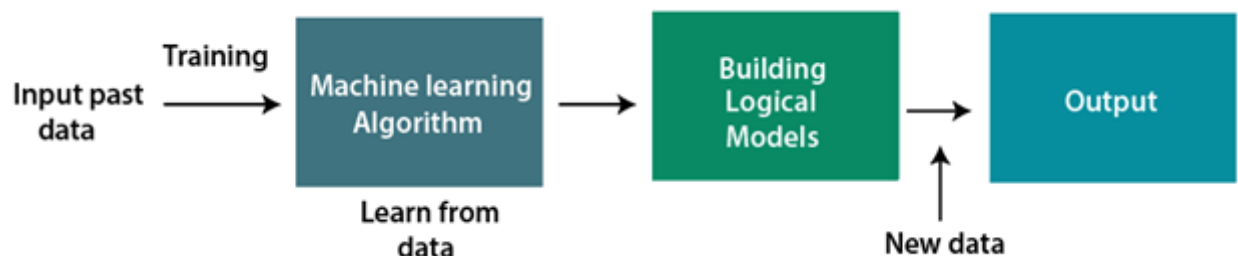 Training
Input past
data
Machine learning
Algorithm
Learn from
data
Building
Logical
Models
New data
Output